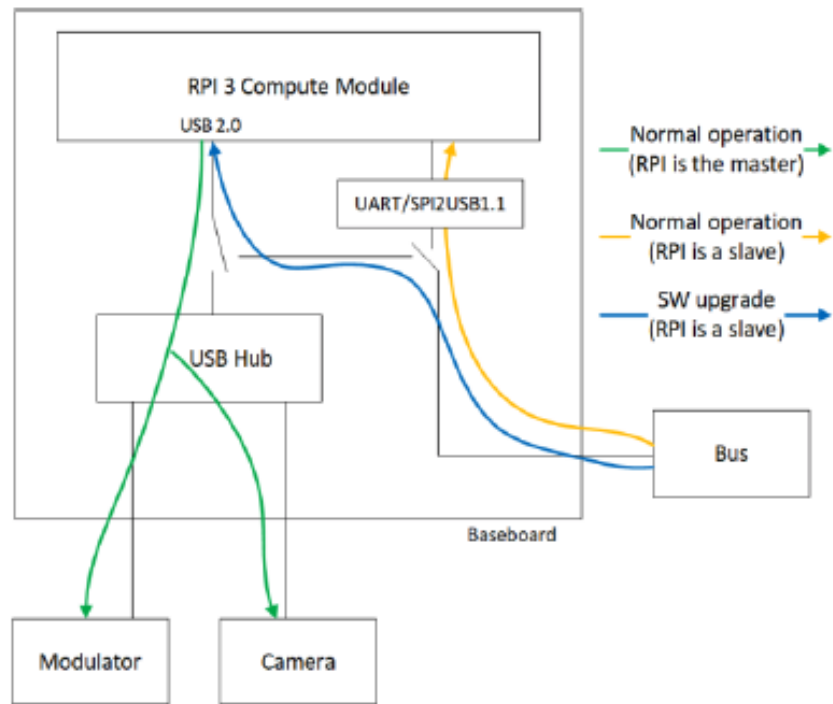 RPI 3 Compute Module
USB 2.0
UART/SPI2USB1.1
USB Hub
Baseboard
Modulator
Camera
Bus
Normal operation
(RPI is the master)
Normal operation
(RPI is a slave)
SW upgrade
(RPI is a slave)